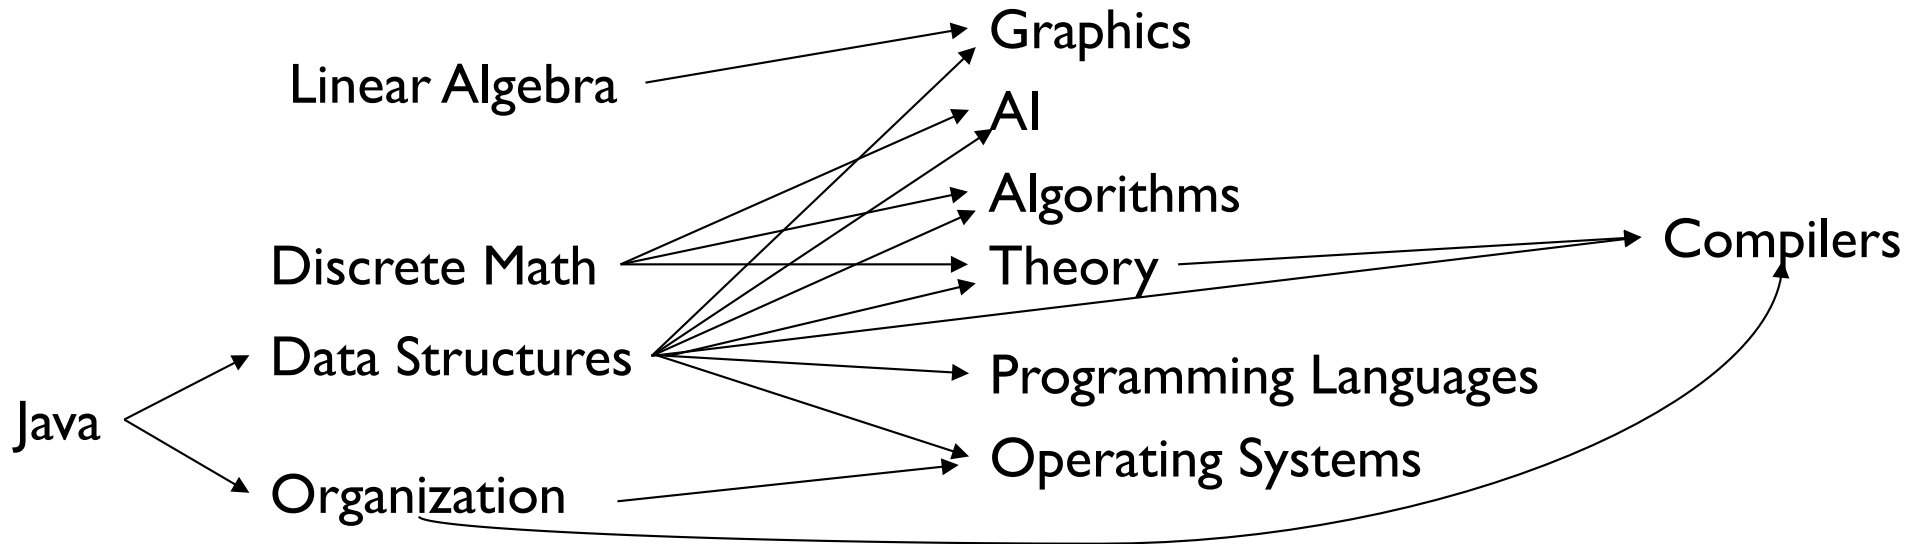 Graphics
Linear Algebra
AI
Algorithms
Compilers
Discrete Math
Theory
Data Structures
Programming Languages
Java
Operating Systems
Organization